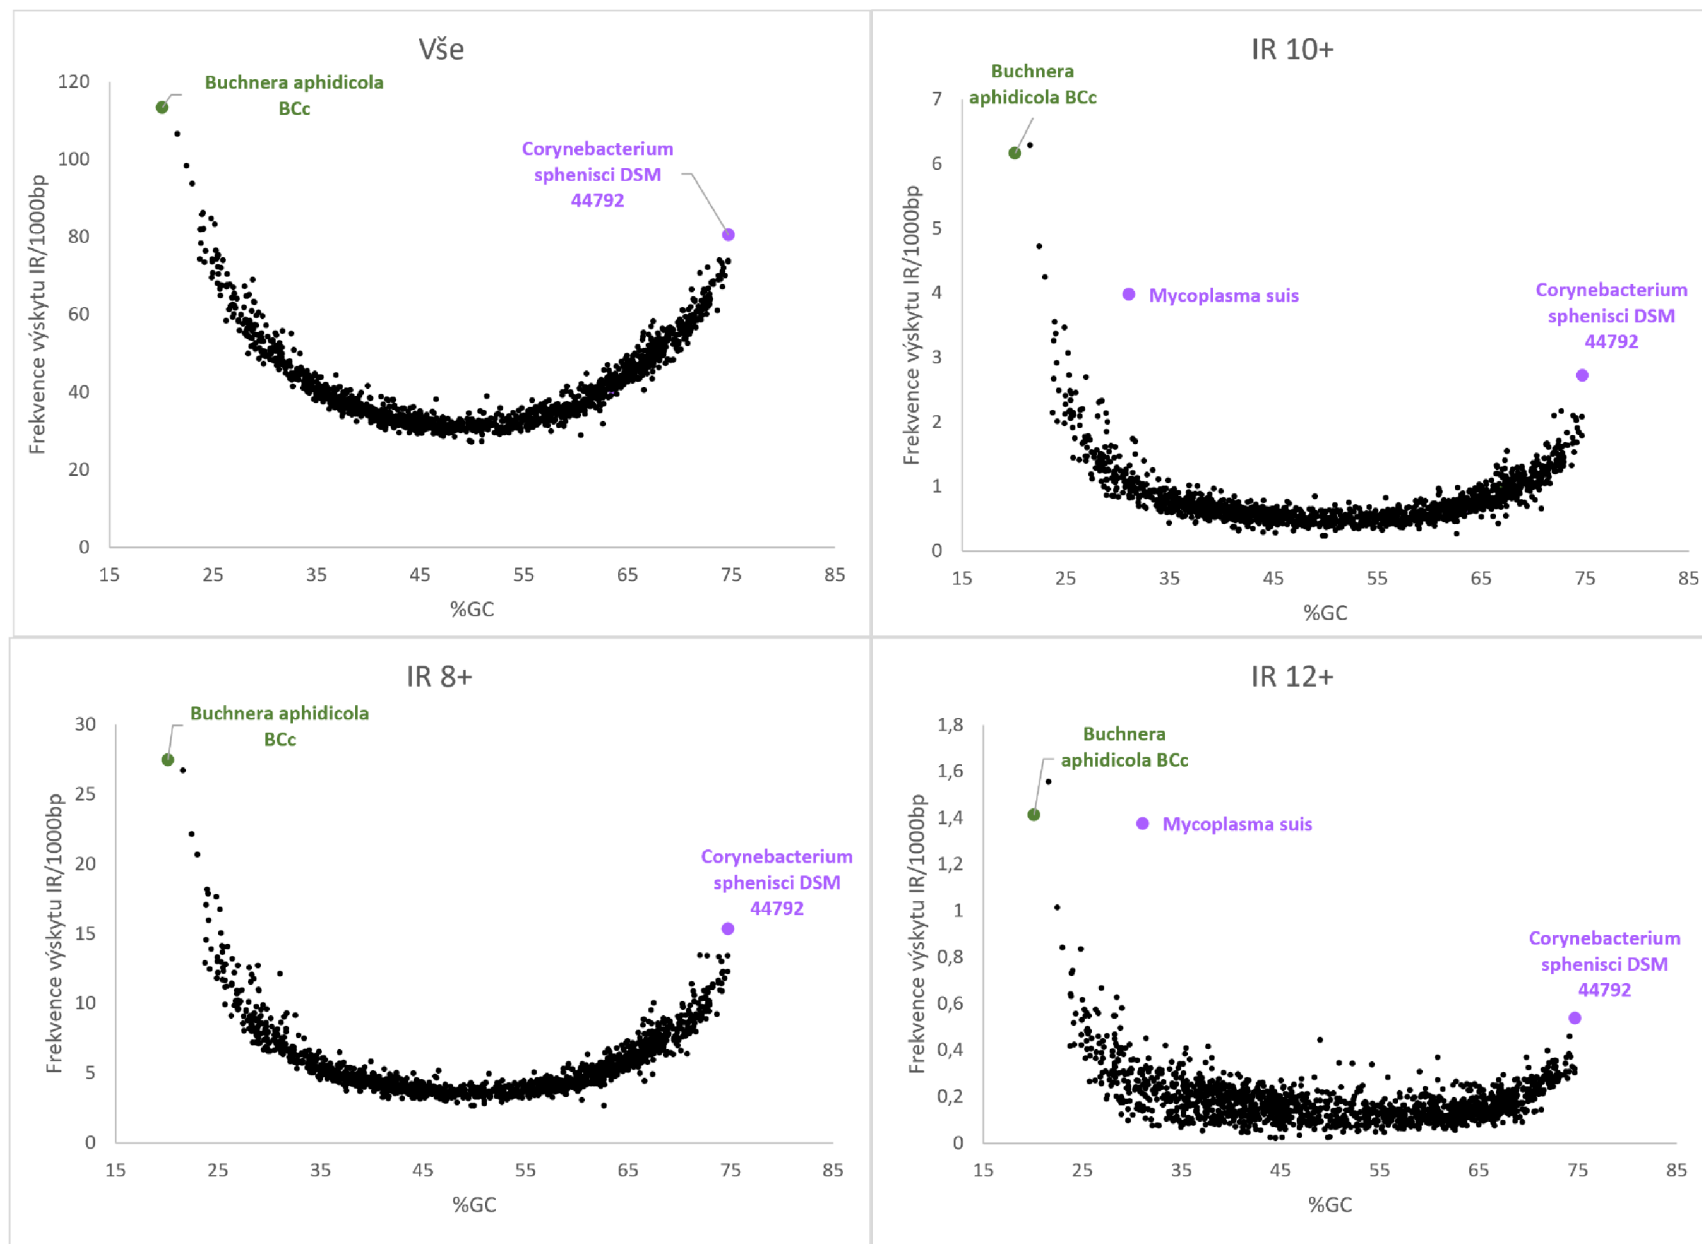 Vše
Frekvence výskytu IR/1000bp
120
100
80
60
40
20
0
Buchnera aphidicola
BCc
Corynebacterium
sphenisci DSM
44792
15
25
35
45
55
65
75
85
%GC
IR 10+
Frekvence výskytu IR/1000bp
7
6
5
4
3
2
1
0
Buchnera
aphidicola BCc
Mycoplasma suis
Corynebacterium
sphenisci DSM
44792
15
25
35
45
55
65
75
85
%GC
IR 8+
Frekvence výskytu IR/1000bp
30
25
20
15
10
5
0
Buchnera aphidicola
BCc
Corynebacterium
sphenisci DSM
44792
15
25
35
45
55
65
75
85
%GC
IR 12+
Frekvence výskytu IR/1000bp
1,8
1,6
1,4
1,2
1
0,8
0,6
0,4
0,2
0
Buchnera
aphidicola BCc
Mycoplasma suis
Corynebacterium
sphenisci DSM
44792
15
25
35
45
55
65
75
85
%GC